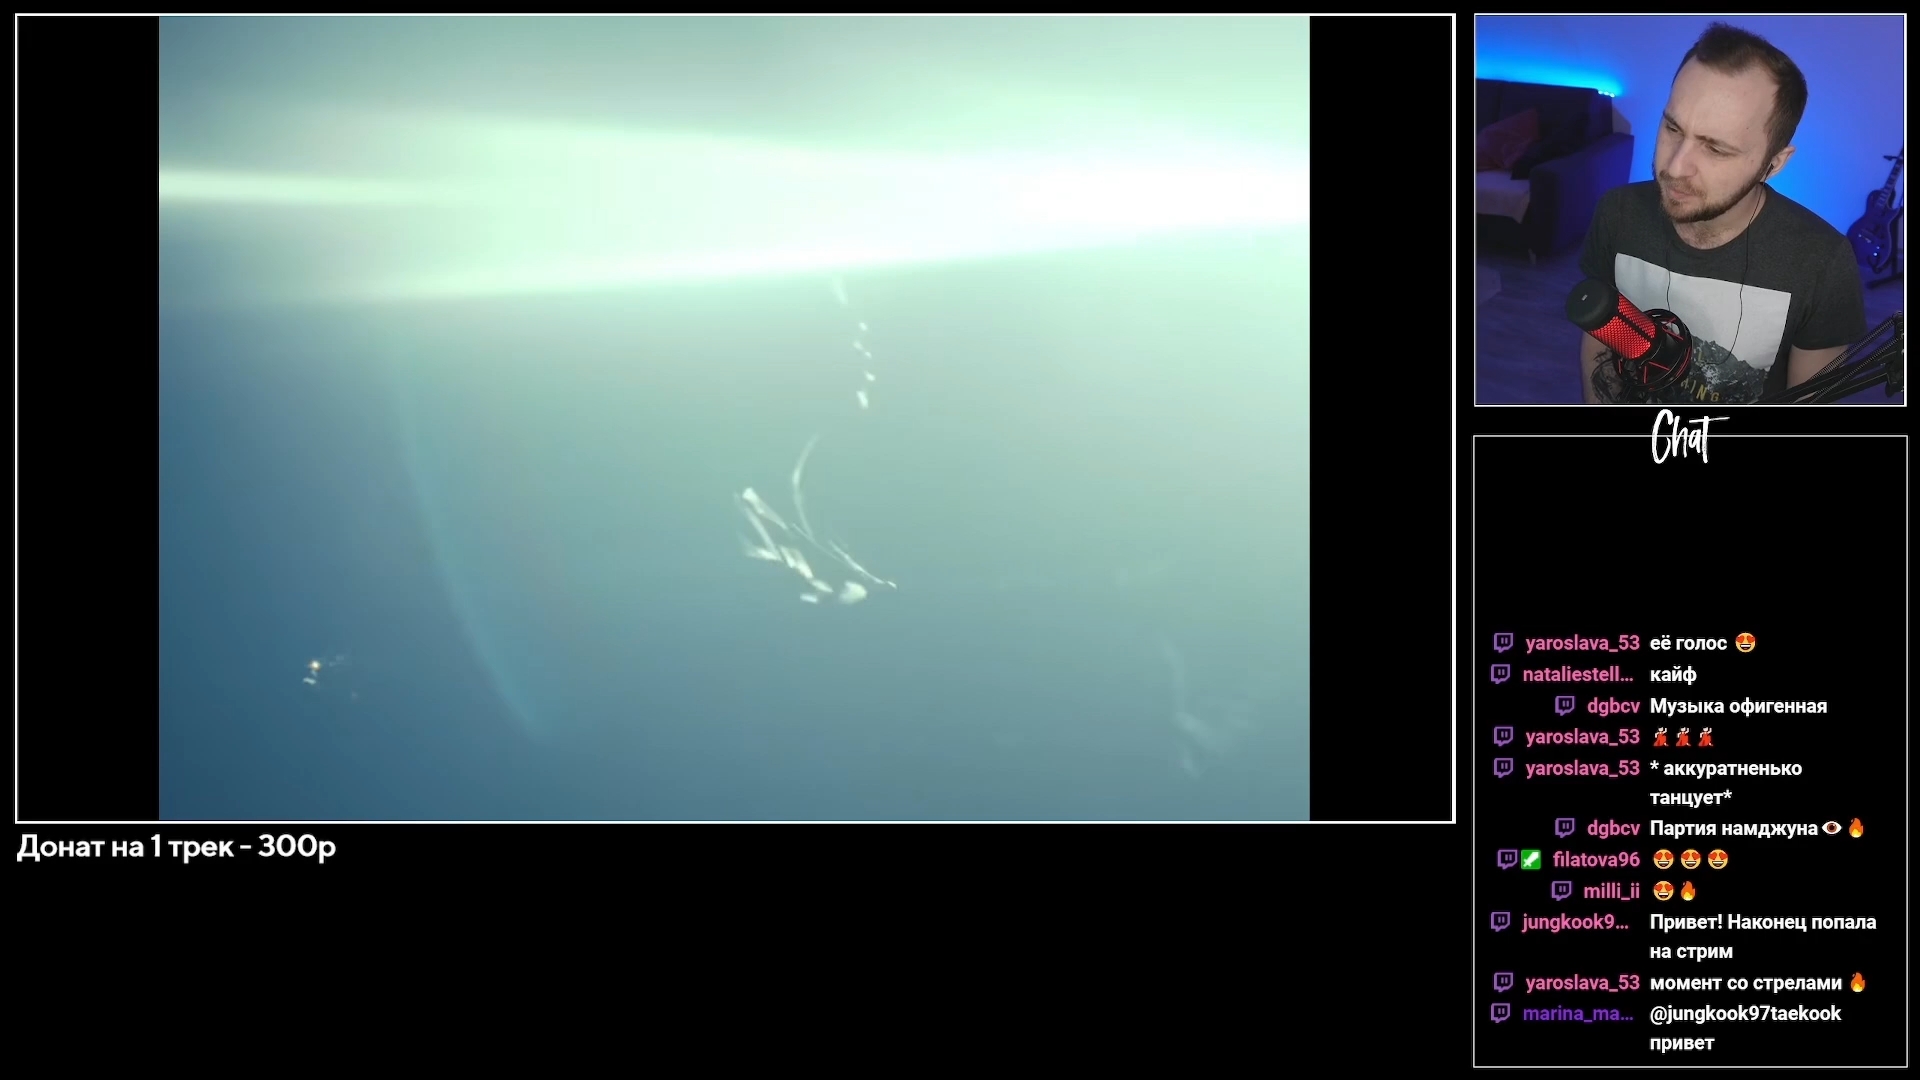 Chat
yaroslava_53 её голос 😍
nataliestell... кайф
dgbcv Музыка офигенная
yaroslava_53 💃💃💃
yaroslava_53 * аккуратненько
танцует*
dgbcv Партия намджуна👁🔥
filatova96 😍😍😍
milli_ii 😍🔥
jungkook9... Привет! Наконец попала
на стрим
yaroslava_53 момент со стрелами🔥
marina_ma... @jungkook97taekook
привет
Донат на 1 трек - 300р